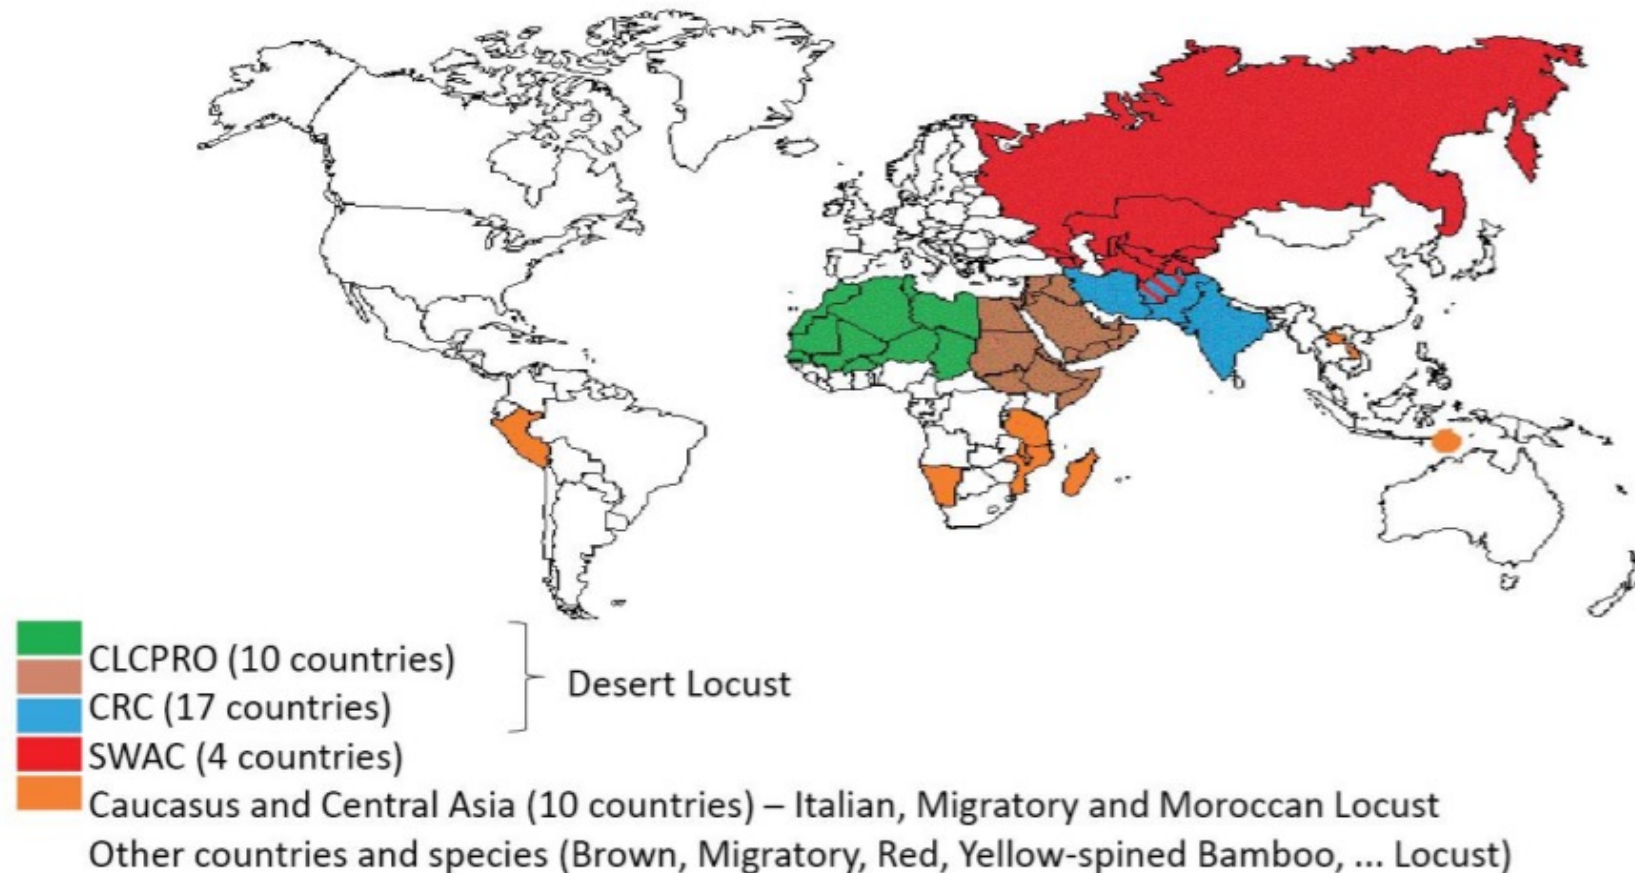 CLCPRO (10 countries)
CRC (17 countries)
Desert Locust
SWAC (4 countries)
Caucasus and Central Asia (10 countries) – Italian, Migratory and Moroccan Locust
Other countries and species (Brown, Migratory, Red, Yellow-spined Bamboo, ... Locust)